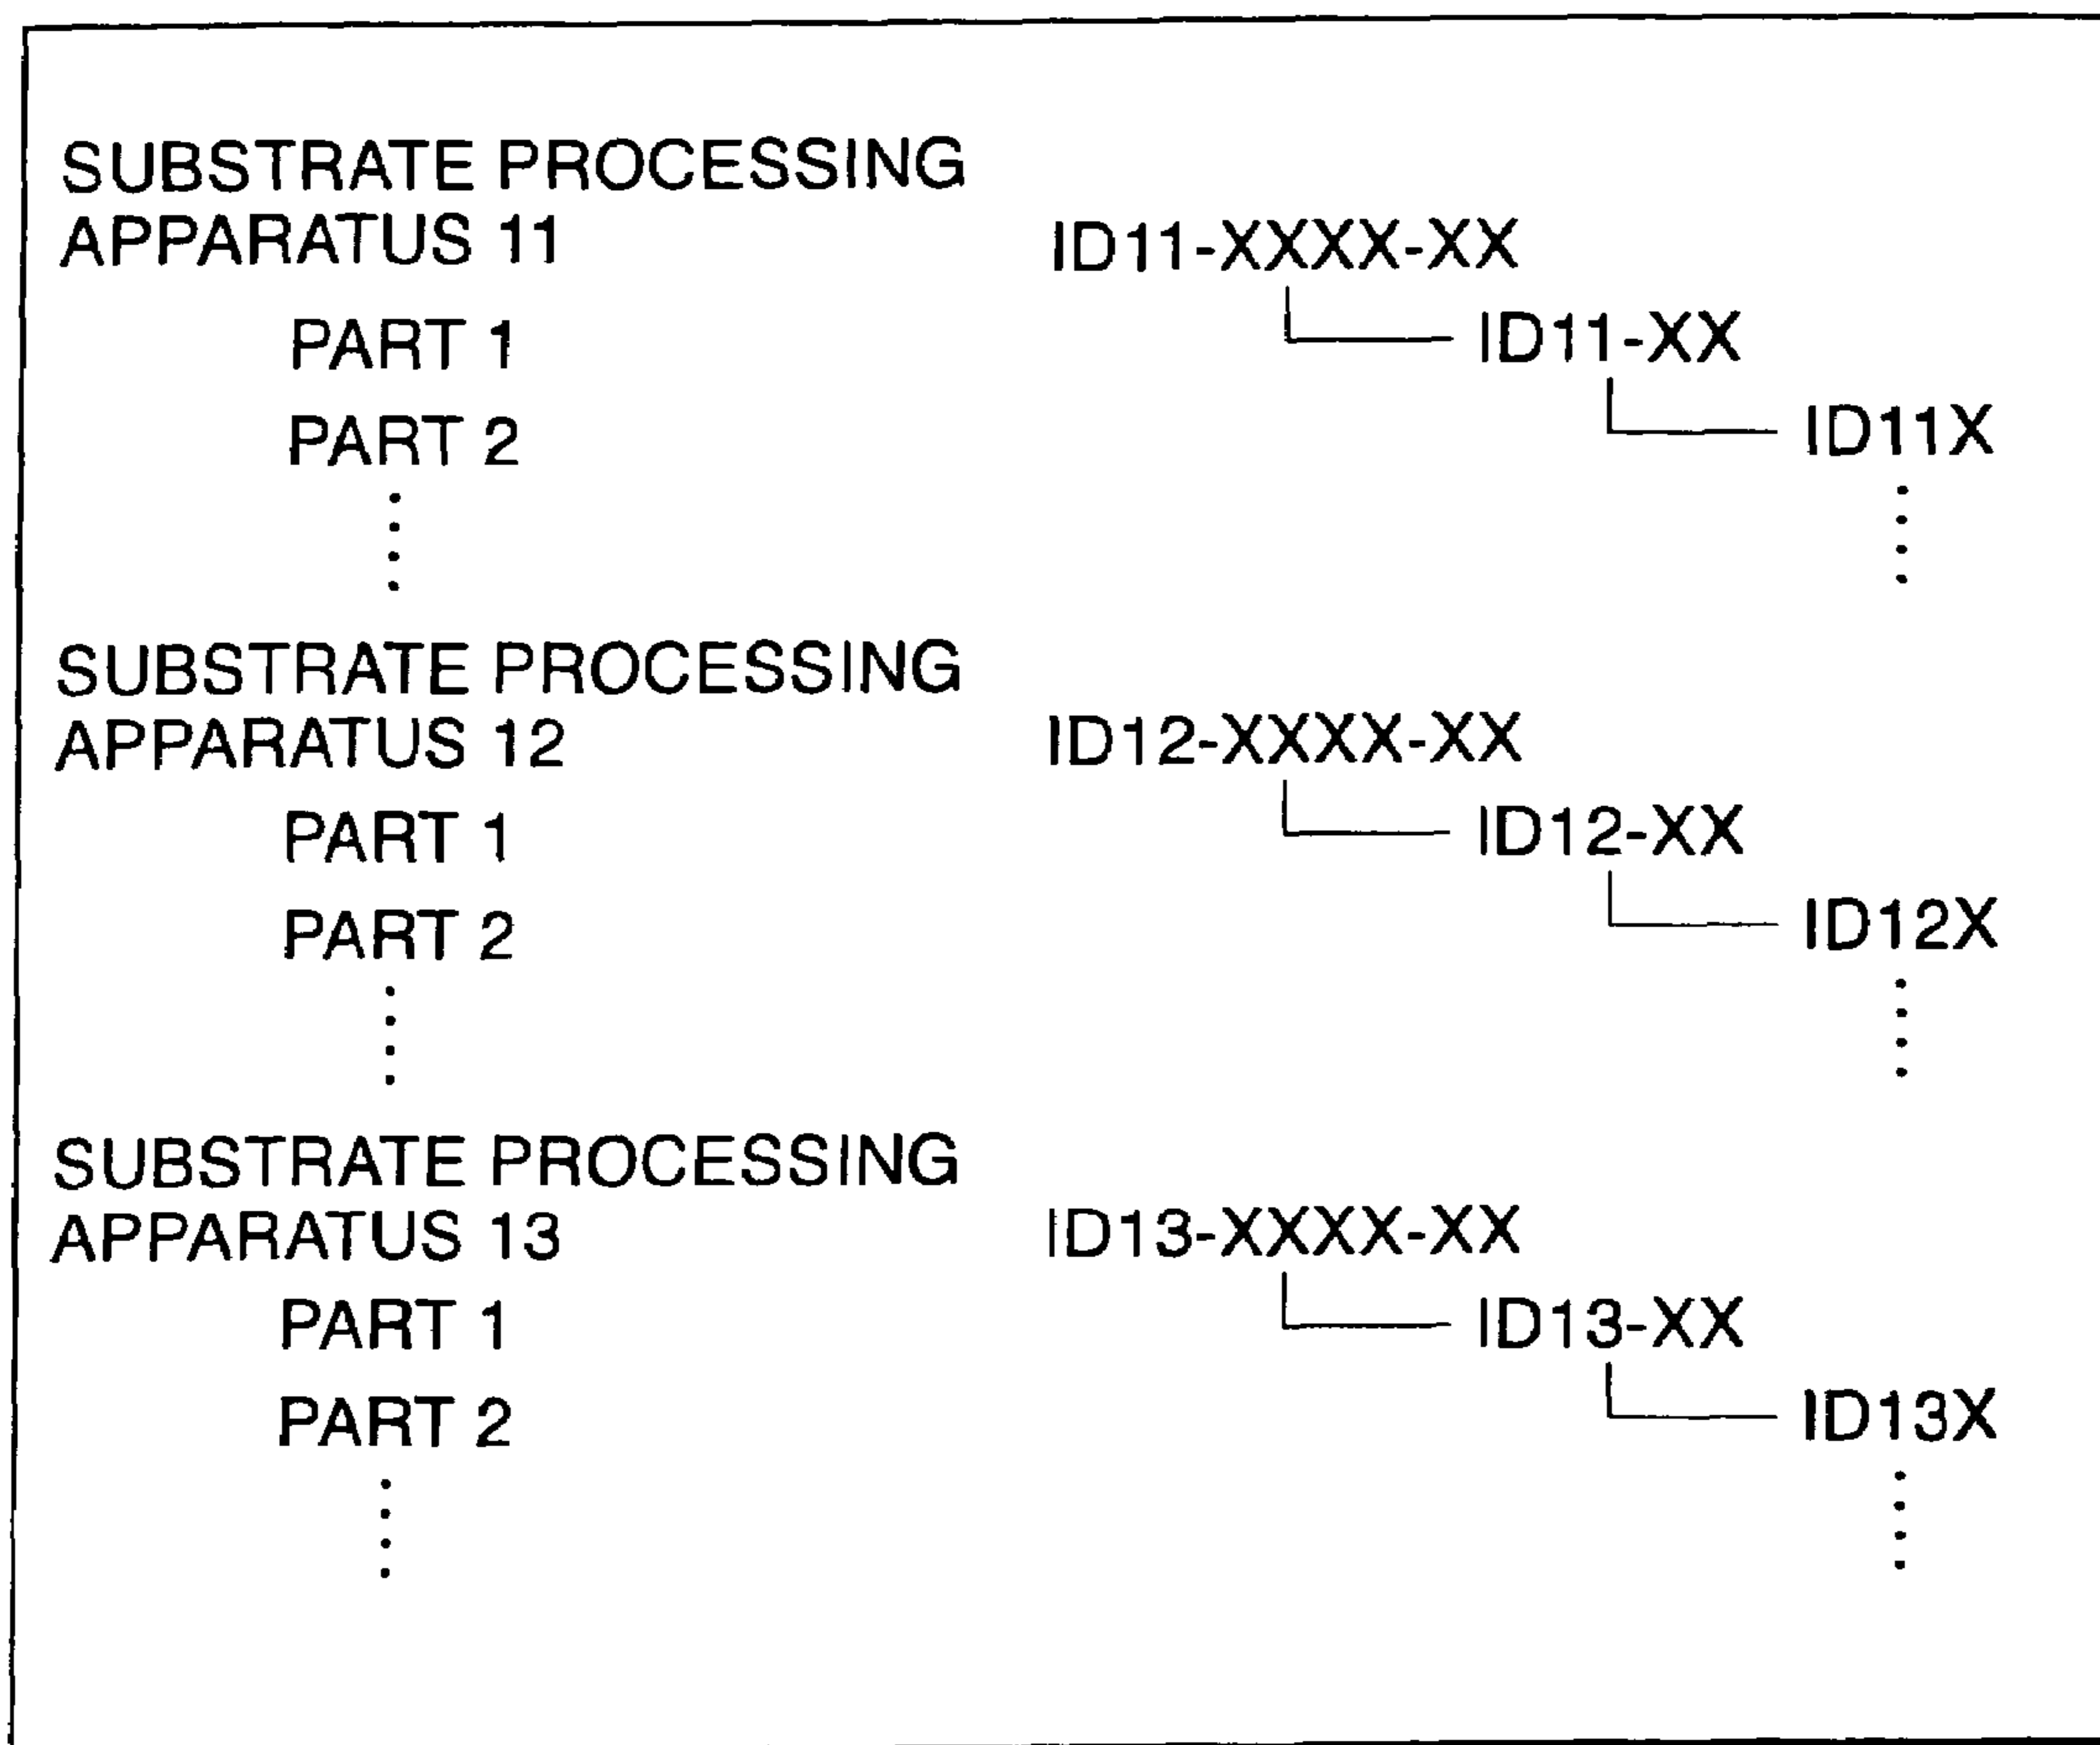 SUBSTRATE PROCESSING
APPARATUS 11 ID11-XXXX-XX
PART 1 ID11-XX
PART 2 ID11X
SUBSTRATE PROCESSING
APPARATUS 12 ID12-XXXX-XX
PART 1 ID12-XX
PART 2 ID12X
SUBSTRATE PROCESSING
APPARATUS 13 ID13-XXXX-XX
PART 1 ID13-XX
PART 2 ID13X